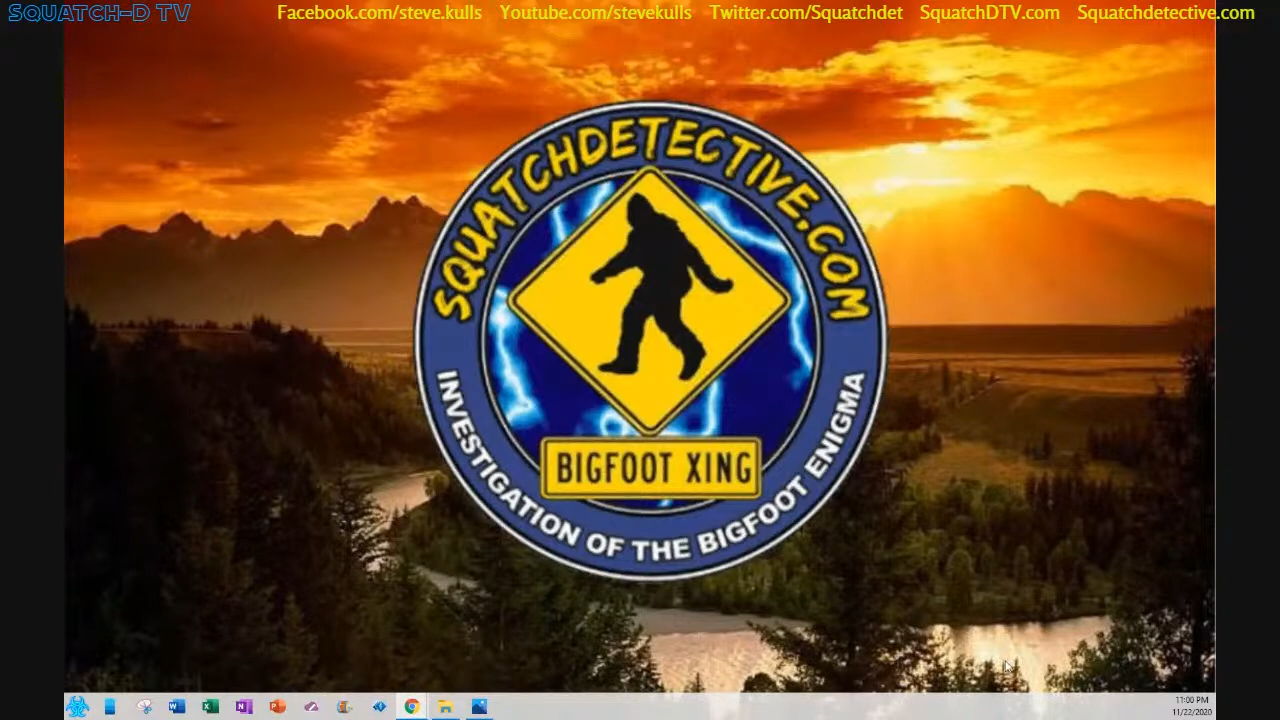 SQUATCH-D TV
Facebook.com/steve.kulls Youtube.com/stevekulls Twitter.com/Squatchdet SquatchDTV.com Squatchdetective.com
SQUATCHDETECTIVE.COM
BIGFOOT XING
INVESTIGATION OF THE BIGFOOT ENIGMA
11:00 PM
11/22/2020